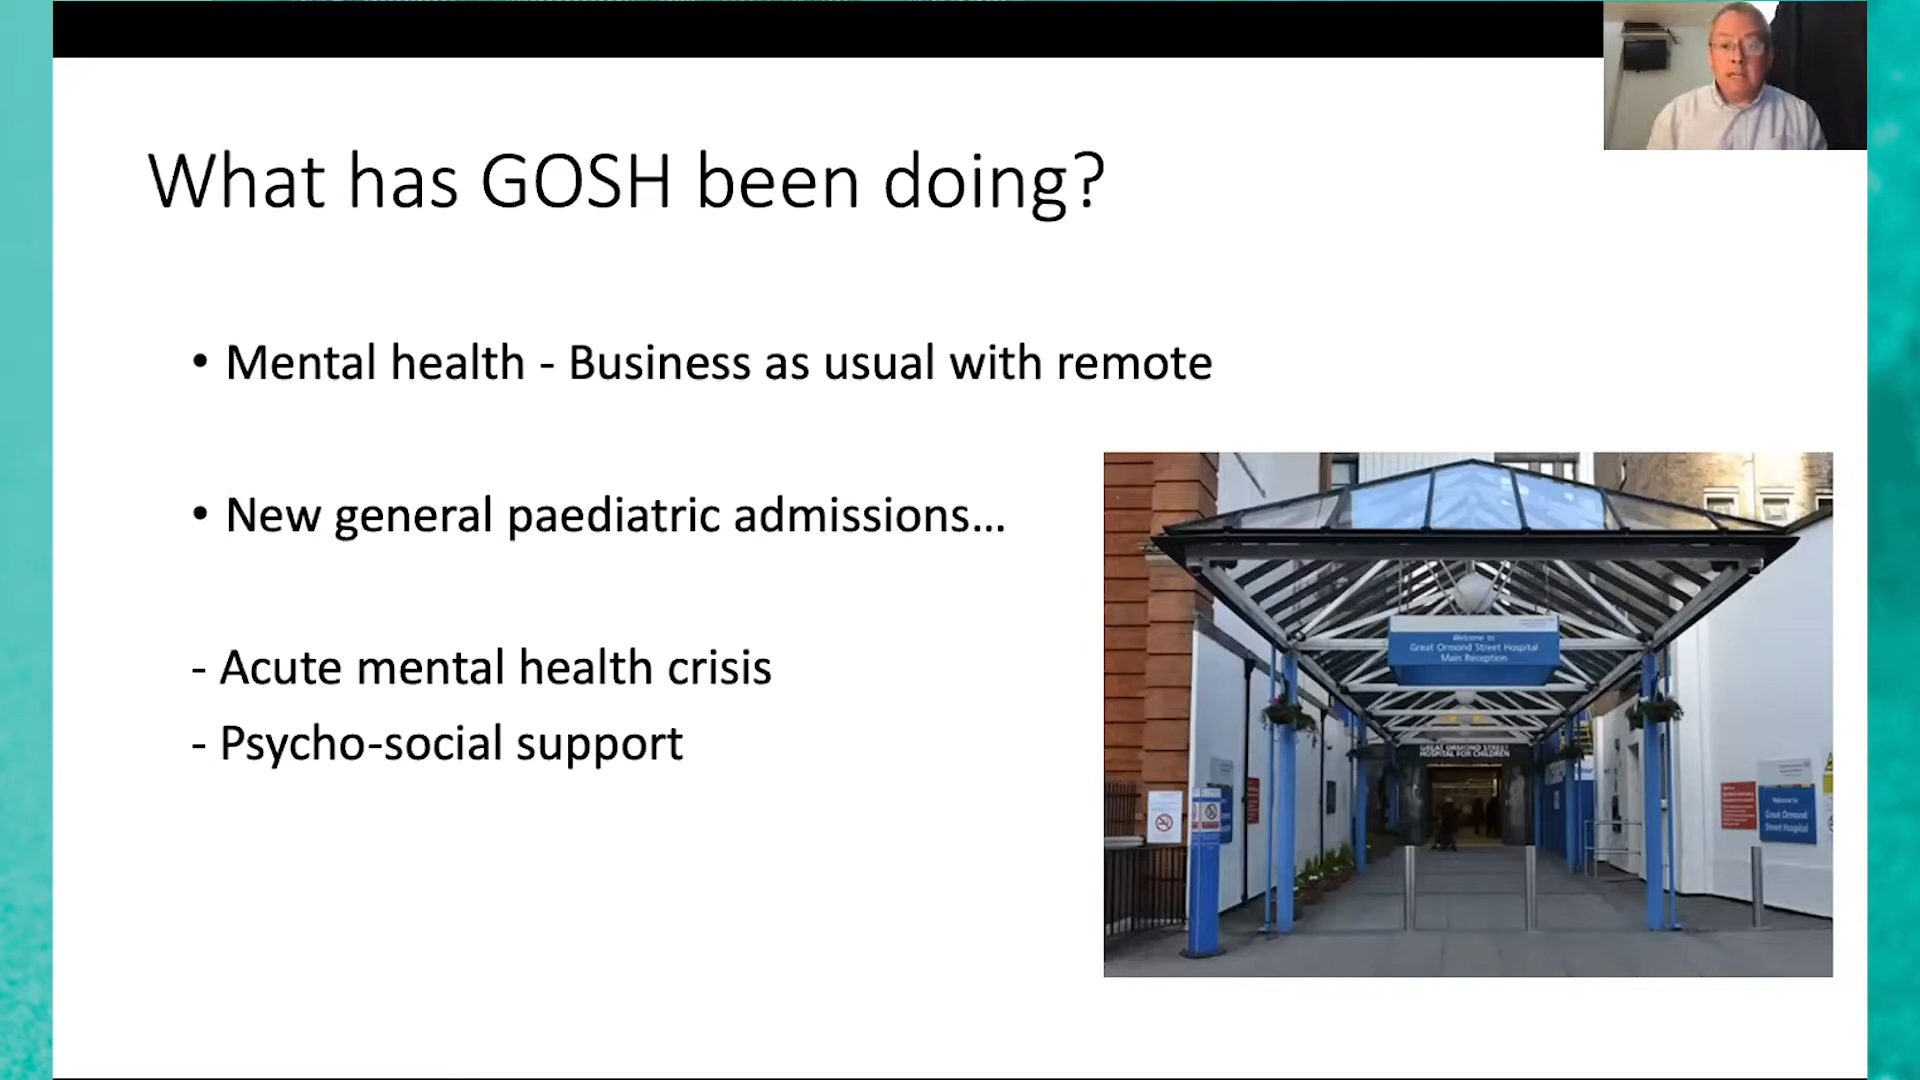 What has GOSH been doing?
• Mental health - Business as usual with remote
• New general paediatric admissions...
- Acute mental health crisis
- Psycho-social support
Welcome to
Great Ormond Street Hospital
Main Reception
GREAT ORMOND STREET
HOSPITAL FOR CHILDREN
Welcome to
Great Ormond
Street Hospital